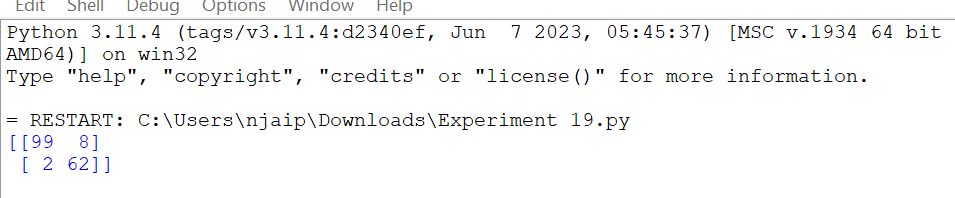 Edit Shell Debug Options Window Help
Python 3.11.4 (tags/v3.11.4:d2340ef, Jun  7 2023, 05:45:37) [MSC v.1934 64 bit
AMD64)] on win32
Type "help", "copyright", "credits" or "license()" for more information.
= RESTART: C:\Users\njaip\Downloads\Experiment 19.py
[[99  8]
 [ 2 62]]